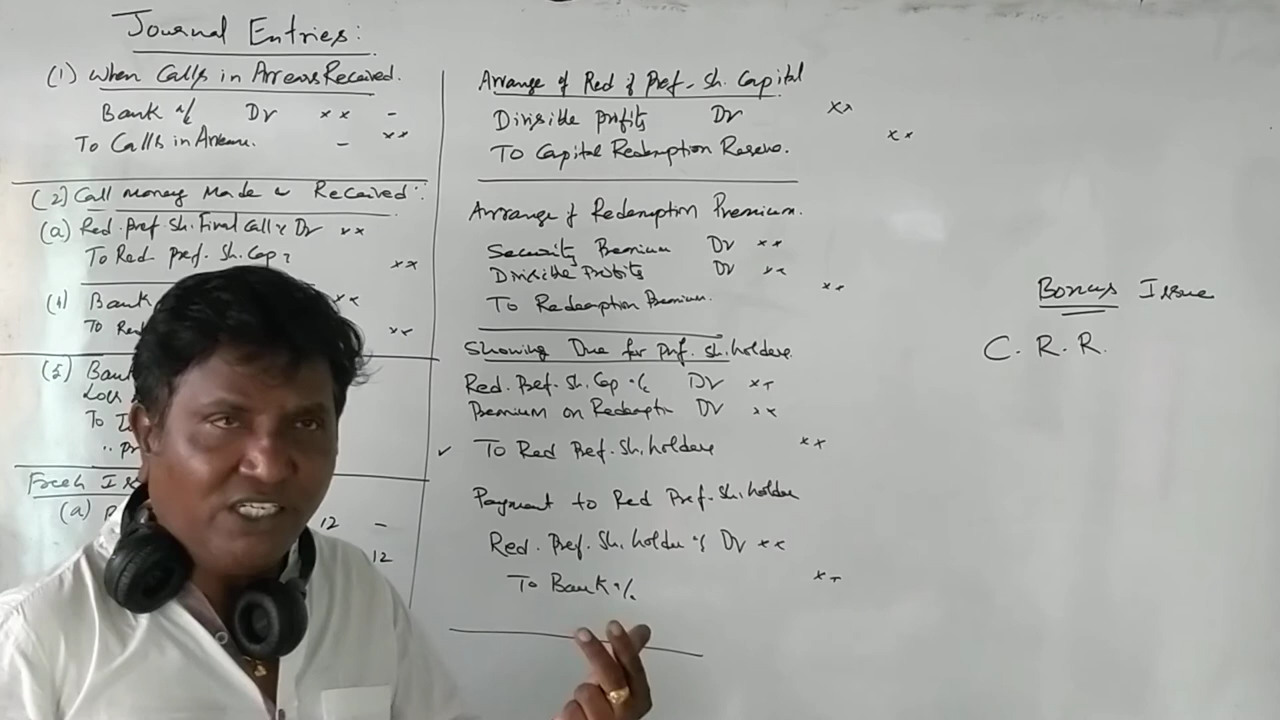 Journal Entries:
(1) When Calls in Arrears Received.
Bank a/c Dr xx -
To Calls in Arrears. - xx
(2) Call money Made & Received:
(a) Red. Pref. Sh. Final Call Dr xx
To Red. Pref. Sh. Cap xx
Bank xx
To xx
Bank
To
Fresh
(a) 12 -
12
Arrange of Red of Pref. Sh. Capital
Divisible Profits Dr xx
To Capital Redemption Reserve. xx
Arrange of Redemption Premium.
Security Premium Dr xx
Divisible Profits Dr xx
To Redemption Premium. xx
Showing Due for Pref. Sh. holders.
Red. Pref. Sh. Cap a/c Dr xx
Premium on Redemptn Dr xx
✓ To Red Pref. Sh. holders xx
Payment to Red Pref. Sh. holders
Red. Pref. Sh. holders Dr xx
To Bank a/c xx
Bonus Issue
C. R. R.